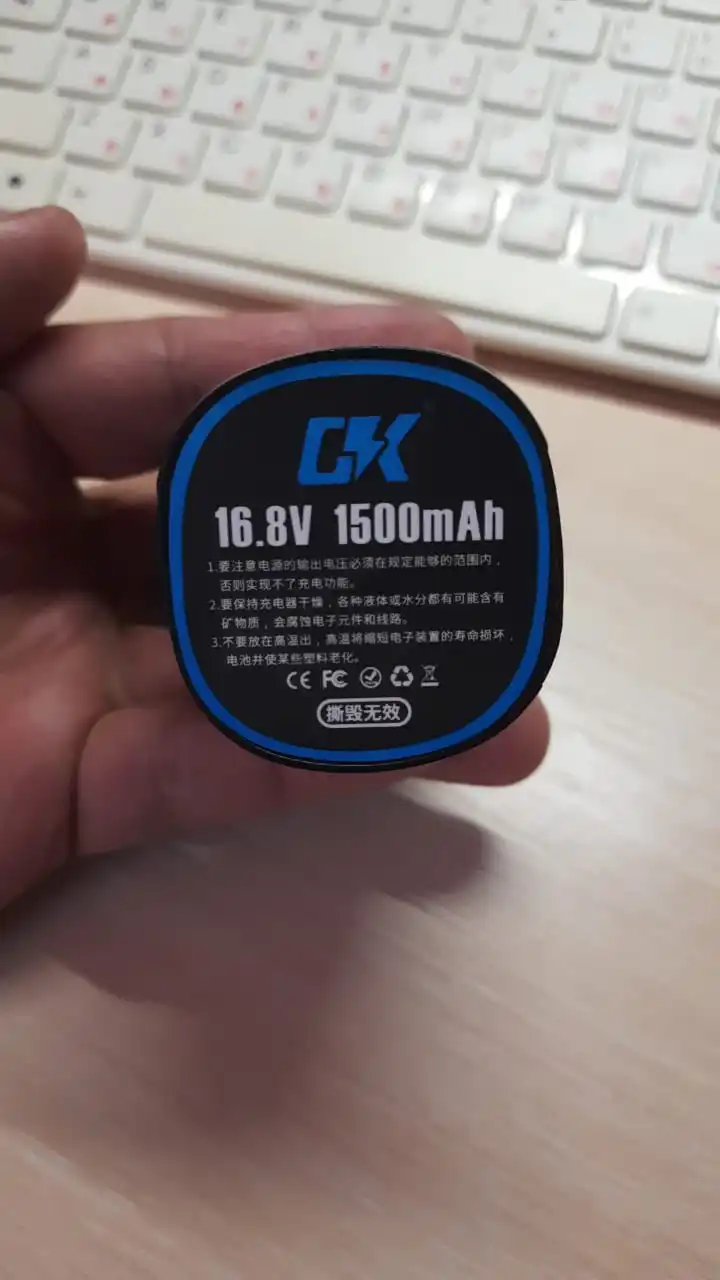 CK
16.8V 1500mAh
1.要注意电源的输出电压必须在规定能够的范围内，
否则实现不了充电功能。
2.要保持充电器干燥，各种液体或水分都有可能含有
矿物质，会腐蚀电子元件和线路。
3.不要放在高温出，高温将缩短电子装置的寿命损坏，
电池并使某些塑料老化。
CE FC
撕毁无效